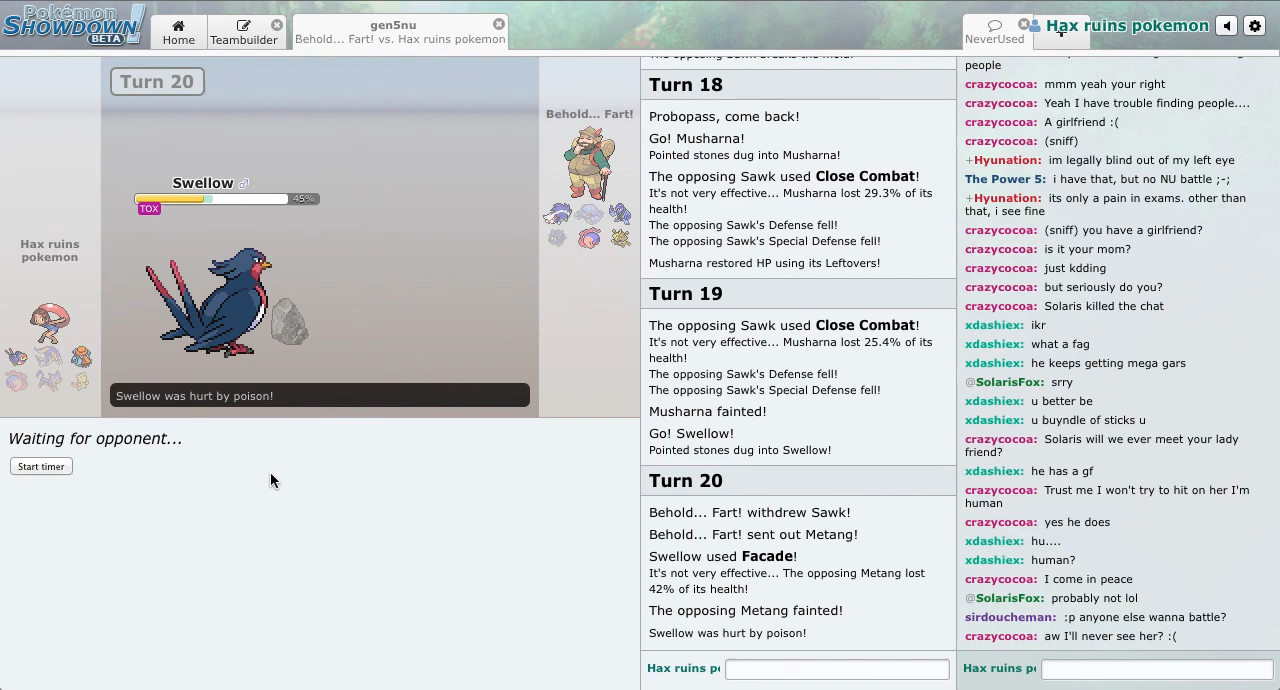 Pokémon
SHOWDOWN!
BETA
Home
Teambuilder
gen5nu
Behold... Fart! vs. Hax ruins pokemon
NeverUsed
Hax ruins pokemon
Turn 20
Swellow ♂
45%
TOX
Hax ruins
pokemon
Behold... Fart!
Swellow was hurt by poison!
Waiting for opponent...
Start timer
Turn 18
Probopass, come back!
Go! Musharna!
Pointed stones dug into Musharna!
The opposing Sawk used Close Combat!
It's not very effective... Musharna lost 29.3% of its
health!
The opposing Sawk's Defense fell!
The opposing Sawk's Special Defense fell!
Musharna restored HP using its Leftovers!
Turn 19
The opposing Sawk used Close Combat!
It's not very effective... Musharna lost 25.4% of its
health!
The opposing Sawk's Defense fell!
The opposing Sawk's Special Defense fell!
Musharna fainted!
Go! Swellow!
Pointed stones dug into Swellow!
Turn 20
Behold... Fart! withdrew Sawk!
Behold... Fart! sent out Metang!
Swellow used Facade!
It's not very effective... The opposing Metang lost
42% of its health!
The opposing Metang fainted!
Swellow was hurt by poison!
Hax ruins p
people
crazycocoa: mmm yeah your right
crazycocoa: Yeah I have trouble finding people....
crazycocoa: A girlfriend :(
crazycocoa: (sniff)
+Hyunation: im legally blind out of my left eye
The Power 5: i have that, but no NU battle ;-;
+Hyunation: its only a pain in exams. other than
that, i see fine
crazycocoa: (sniff) you have a girlfriend?
crazycocoa: is it your mom?
crazycocoa: just kdding
crazycocoa: but seriously do you?
crazycocoa: Solaris killed the chat
xdashiex: ikr
xdashiex: what a fag
xdashiex: he keeps getting mega gars
@SolarisFox: srry
xdashiex: u better be
xdashiex: u buyndle of sticks u
crazycocoa: Solaris will we ever meet your lady
friend?
xdashiex: he has a gf
crazycocoa: Trust me I won't try to hit on her I'm
human
crazycocoa: yes he does
xdashiex: hu....
xdashiex: human?
crazycocoa: I come in peace
@SolarisFox: probably not lol
sirdoucheman: :p anyone else wanna battle?
crazycocoa: aw I'll never see her? :(
Hax ruins p